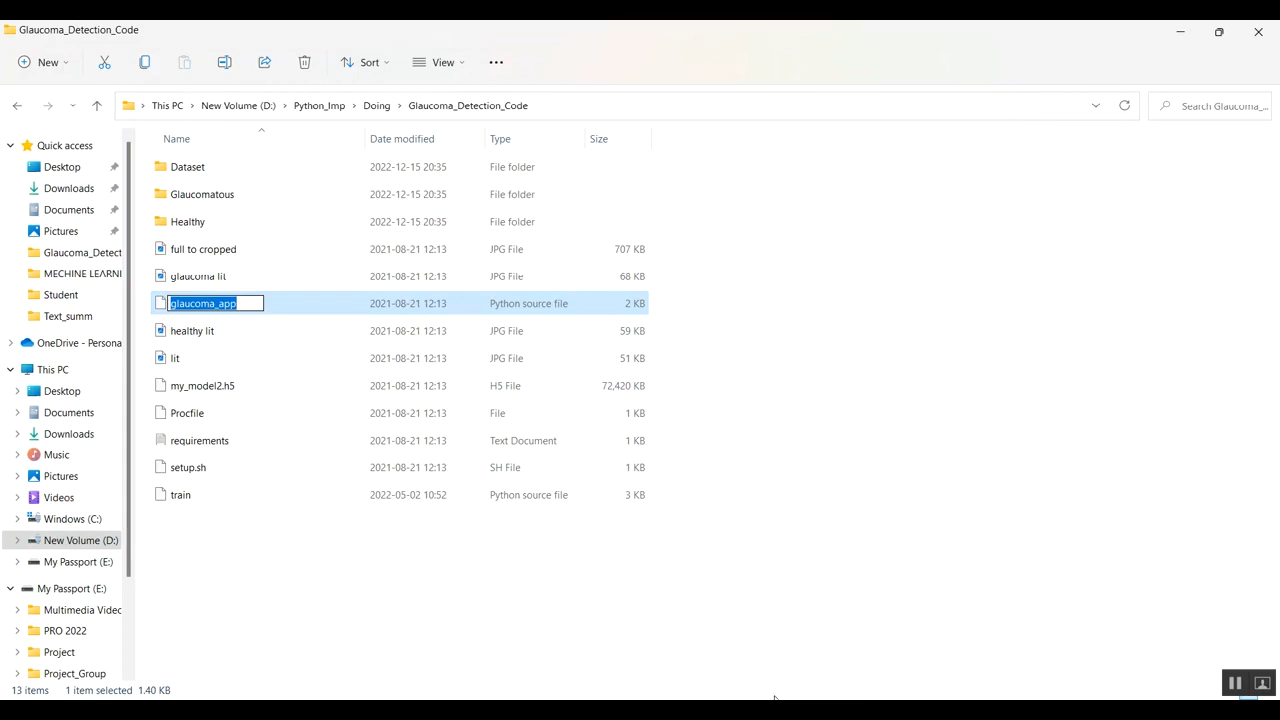 Glaucoma_Detection_Code
New
Sort
View
This PC > New Volume (D:) > Python_Imp > Doing > Glaucoma_Detection_Code
Search Glaucoma_...
Name Date modified Type Size
Quick access
Desktop
Downloads
Documents
Pictures
Glaucoma_Detect
MECHINE LEARNI
Student
Text_summ
OneDrive - Persona
This PC
Desktop
Documents
Downloads
Music
Pictures
Videos
Windows (C:)
New Volume (D:)
My Passport (E:)
My Passport (E:)
Multimedia Videc
PRO 2022
Project
Project_Group
Dataset 2022-12-15 20:35 File folder
Glaucomatous 2022-12-15 20:35 File folder
Healthy 2022-12-15 20:35 File folder
full to cropped 2021-08-21 12:13 JPG File 707 KB
glaucoma lit 2021-08-21 12:13 JPG File 68 KB
glaucoma_app 2021-08-21 12:13 Python source file 2 KB
healthy lit 2021-08-21 12:13 JPG File 59 KB
lit 2021-08-21 12:13 JPG File 51 KB
my_model2.h5 2021-08-21 12:13 H5 File 72,420 KB
Procfile 2021-08-21 12:13 File 1 KB
requirements 2021-08-21 12:13 Text Document 1 KB
setup.sh 2021-08-21 12:13 SH File 1 KB
train 2022-05-02 10:52 Python source file 3 KB
13 items 1 item selected 1.40 KB